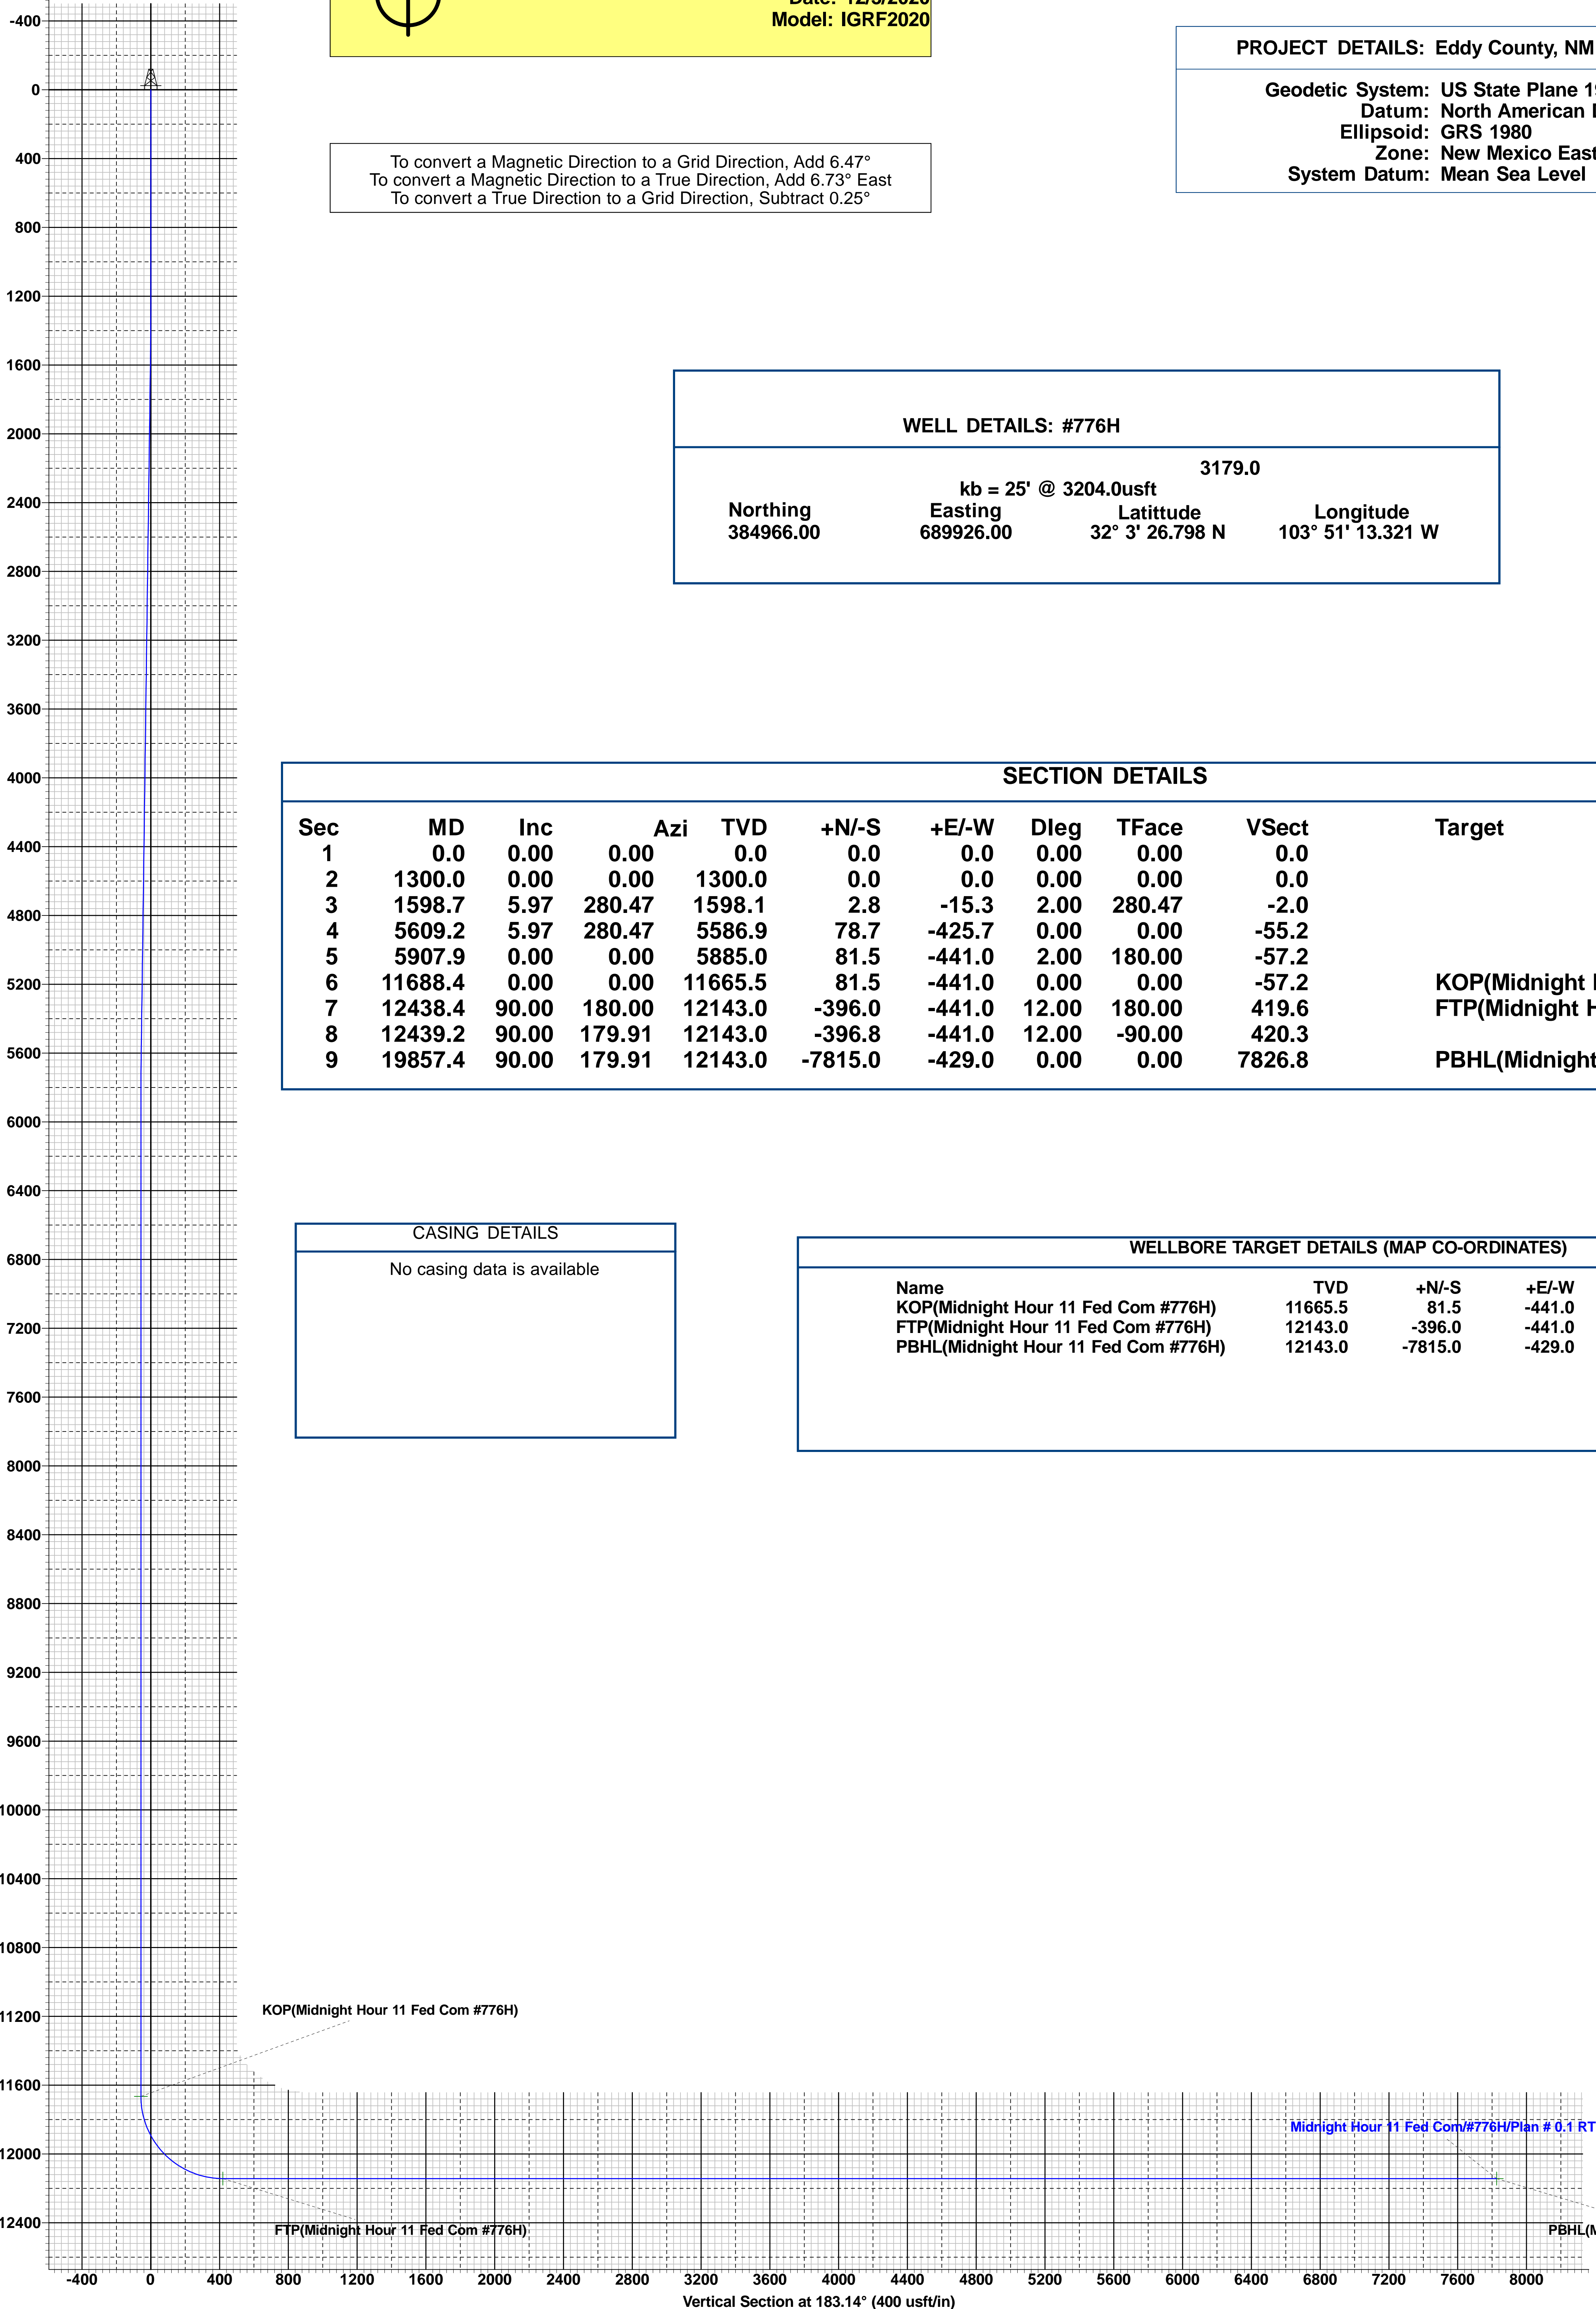 Date: 12/3/2020
Model: IGRF2020
PROJECT DETAILS: Eddy County, NM
Geodetic System: US State Plane 1
Datum: North American
Ellipsoid: GRS 1980
Zone: New Mexico East
System Datum: Mean Sea Level
To convert a Magnetic Direction to a Grid Direction, Add 6.47°
To convert a Magnetic Direction to a True Direction, Add 6.73° East
To convert a True Direction to a Grid Direction, Subtract 0.25°
WELL DETAILS: #776H
3179.0
kb = 25' @ 3204.0usft
Northing Easting Latittude Longitude
384966.00 689926.00 32° 3' 26.798 N 103° 51' 13.321 W
SECTION DETAILS
Sec MD Inc Azi TVD +N/-S +E/-W Dleg TFace VSect Target
1 0.0 0.00 0.00 0.0 0.0 0.0 0.00 0.00 0.0
2 1300.0 0.00 0.00 1300.0 0.0 0.0 0.00 0.00 0.0
3 1598.7 5.97 280.47 1598.1 2.8 -15.3 2.00 280.47 -2.0
4 5609.2 5.97 280.47 5586.9 78.7 -425.7 0.00 0.00 -55.2
5 5907.9 0.00 0.00 5885.0 81.5 -441.0 2.00 180.00 -57.2
6 11688.4 0.00 0.00 11665.5 81.5 -441.0 0.00 0.00 -57.2 KOP(Midnight
7 12438.4 90.00 180.00 12143.0 -396.0 -441.0 12.00 180.00 419.6 FTP(Midnight H
8 12439.2 90.00 179.91 12143.0 -396.8 -441.0 12.00 -90.00 420.3
9 19857.4 90.00 179.91 12143.0 -7815.0 -429.0 0.00 0.00 7826.8 PBHL(Midnight
CASING DETAILS
No casing data is available
WELLBORE TARGET DETAILS (MAP CO-ORDINATES)
Name TVD +N/-S +E/-W
KOP(Midnight Hour 11 Fed Com #776H) 11665.5 81.5 -441.0
FTP(Midnight Hour 11 Fed Com #776H) 12143.0 -396.0 -441.0
PBHL(Midnight Hour 11 Fed Com #776H) 12143.0 -7815.0 -429.0
-400
0
400
800
1200
1600
2000
2400
2800
3200
3600
4000
4400
4800
5200
5600
6000
6400
6800
7200
7600
8000
8400
8800
9200
9600
10000
10400
10800
11200
11600
12000
12400
KOP(Midnight Hour 11 Fed Com #776H)
Midnight Hour 11 Fed Com/#776H/Plan # 0.1 RT
FTP(Midnight Hour 11 Fed Com #776H)
PBHL(M
-400 0 400 800 1200 1600 2000 2400 2800 3200 3600 4000 4400 4800 5200 5600 6000 6400 6800 7200 7600 8000
Vertical Section at 183.14° (400 usft/in)